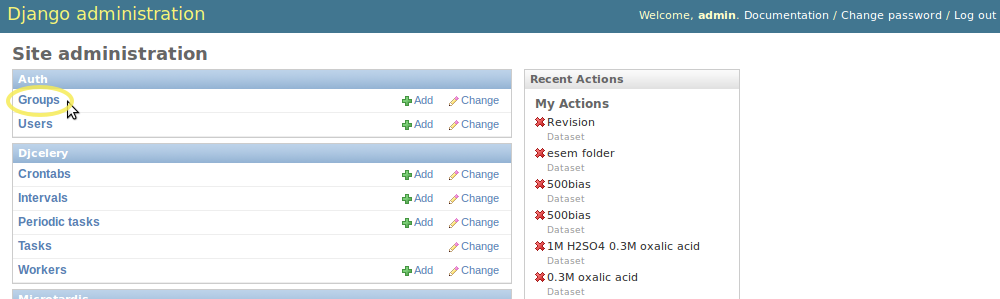 Django administration
Welcome, admin. Documentation / Change password / Log out
Site administration
Auth
Groups Add Change
Users Add Change
Djcelery
Crontabs Add Change
Intervals Add Change
Periodic tasks Add Change
Tasks Change
Workers Add Change
Microtardis
Recent Actions
My Actions
Revision
Dataset
esem folder
Dataset
500bias
Dataset
500bias
Dataset
1M H2SO4 0.3M oxalic acid
Dataset
0.3M oxalic acid
Dataset